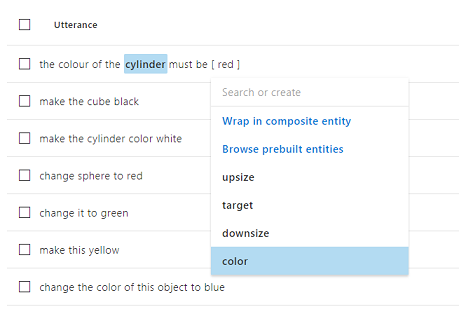 Utterance
the colour of the cylinder must be [ red ]
Search or create
make the cube black
Wrap in composite entity
make the cylinder color white
Browse prebuilt entities
change sphere to red
upsize
target
change it to green
downsize
make this yellow
color
change the color of this object to blue